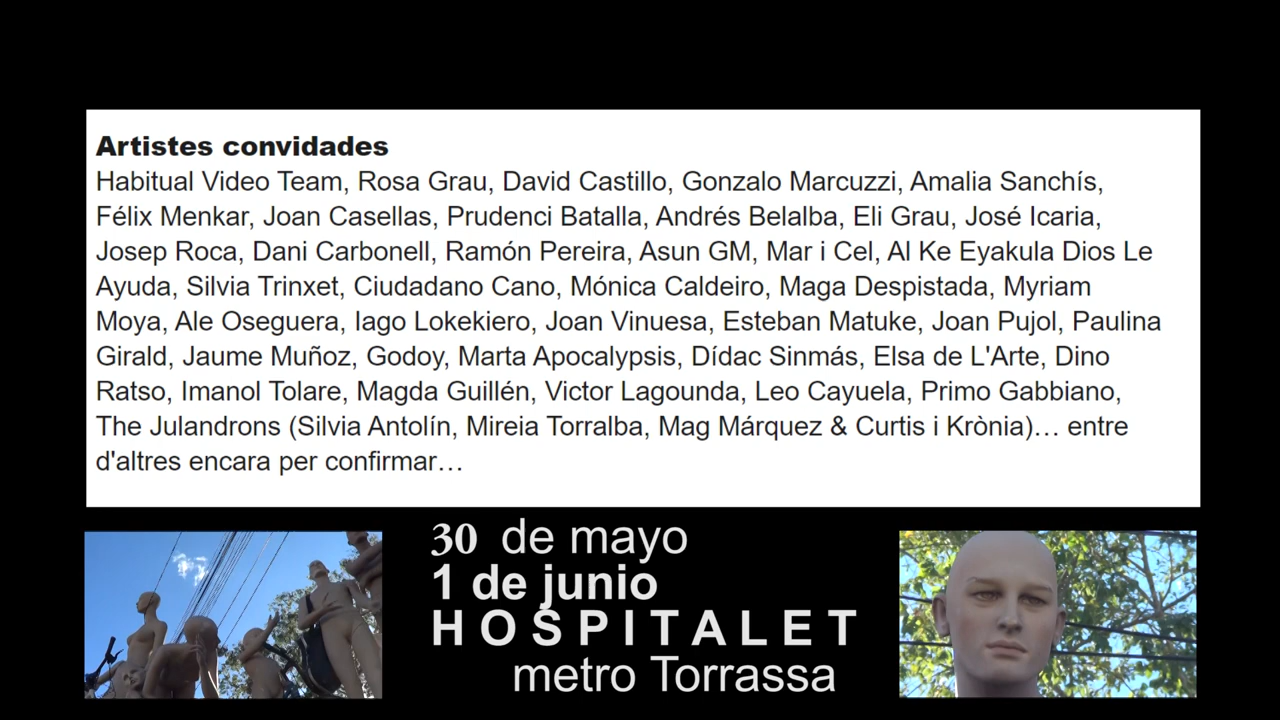 Artistes convidades
Habitual Video Team, Rosa Grau, David Castillo, Gonzalo Marcuzzi, Amalia Sanchís,
Félix Menkar, Joan Casellas, Prudenci Batalla, Andrés Belalba, Eli Grau, José Icaria,
Josep Roca, Dani Carbonell, Ramón Pereira, Asun GM, Mar i Cel, Al Ke Eyakula Dios Le
Ayuda, Silvia Trinxet, Ciudadano Cano, Mónica Caldeiro, Maga Despistada, Myriam
Moya, Ale Oseguera, Iago Lokekiero, Joan Vinuesa, Esteban Matuke, Joan Pujol, Paulina
Girald, Jaume Muñoz, Godoy, Marta Apocalypsis, Dídac Sinmás, Elsa de L'Arte, Dino
Ratso, Imanol Tolare, Magda Guillén, Victor Lagounda, Leo Cayuela, Primo Gabbiano,
The Julandrons (Silvia Antolín, Mireia Torralba, Mag Márquez & Curtis i Krònia)… entre
d'altres encara per confirmar…
30 de mayo
1 de junio
HOSPITALET
metro Torrassa